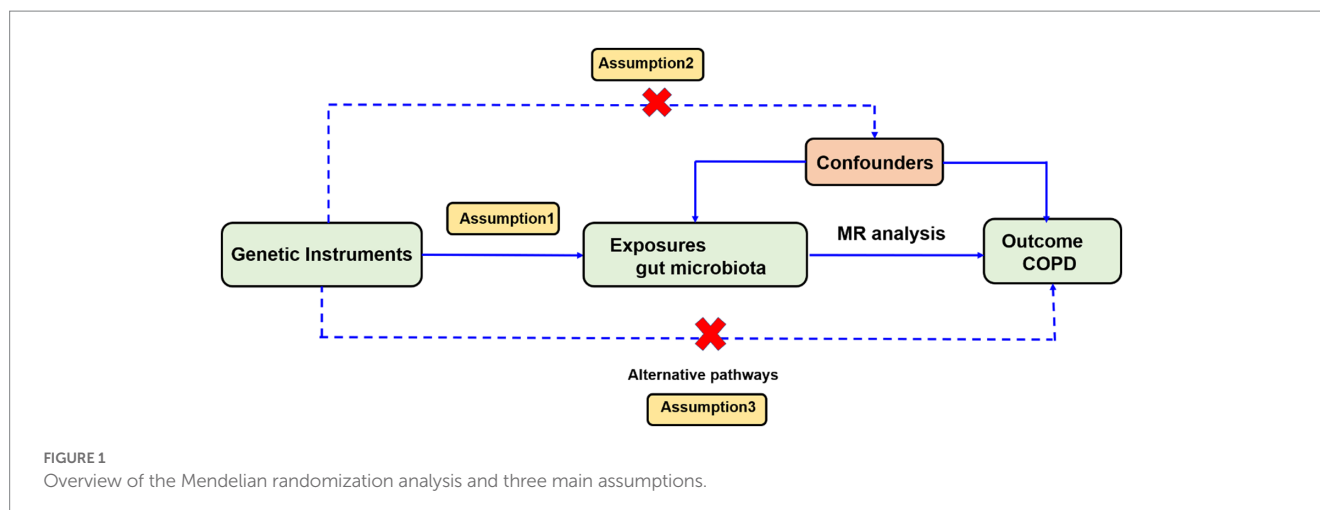 Assumption2
Confounders
Assumption1
Genetic Instruments
Exposures
gut microbiota
MR analysis
Outcome
COPD
Alternative pathways
Assumption3
FIGURE 1
Overview of the Mendelian randomization analysis and three main assumptions.